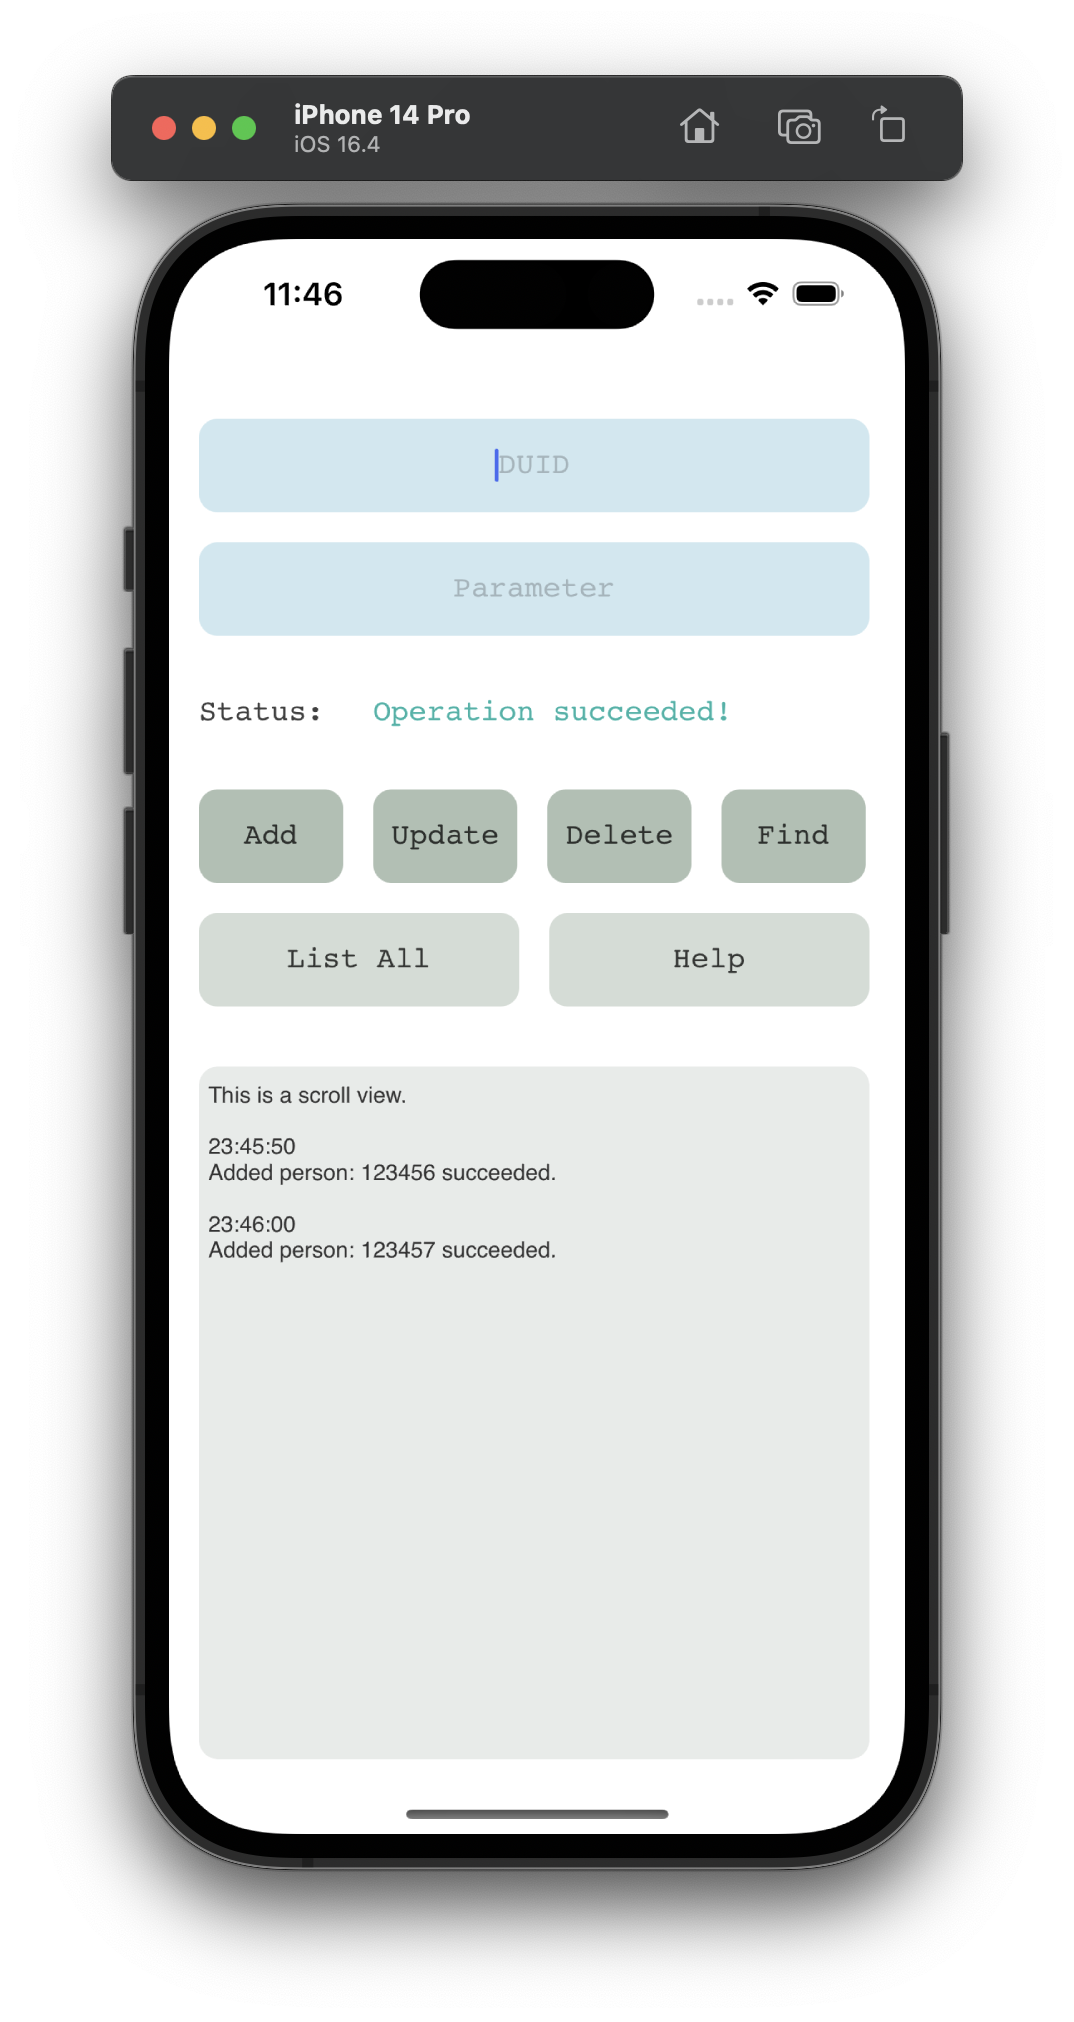 iPhone 14 Pro
iOS 16.4
11:46
DUID
Parameter
Status: Operation succeeded!
Add Update Delete Find
List All Help
This is a scroll view.
23:45:50
Added person: 123456 succeeded.
23:46:00
Added person: 123457 succeeded.